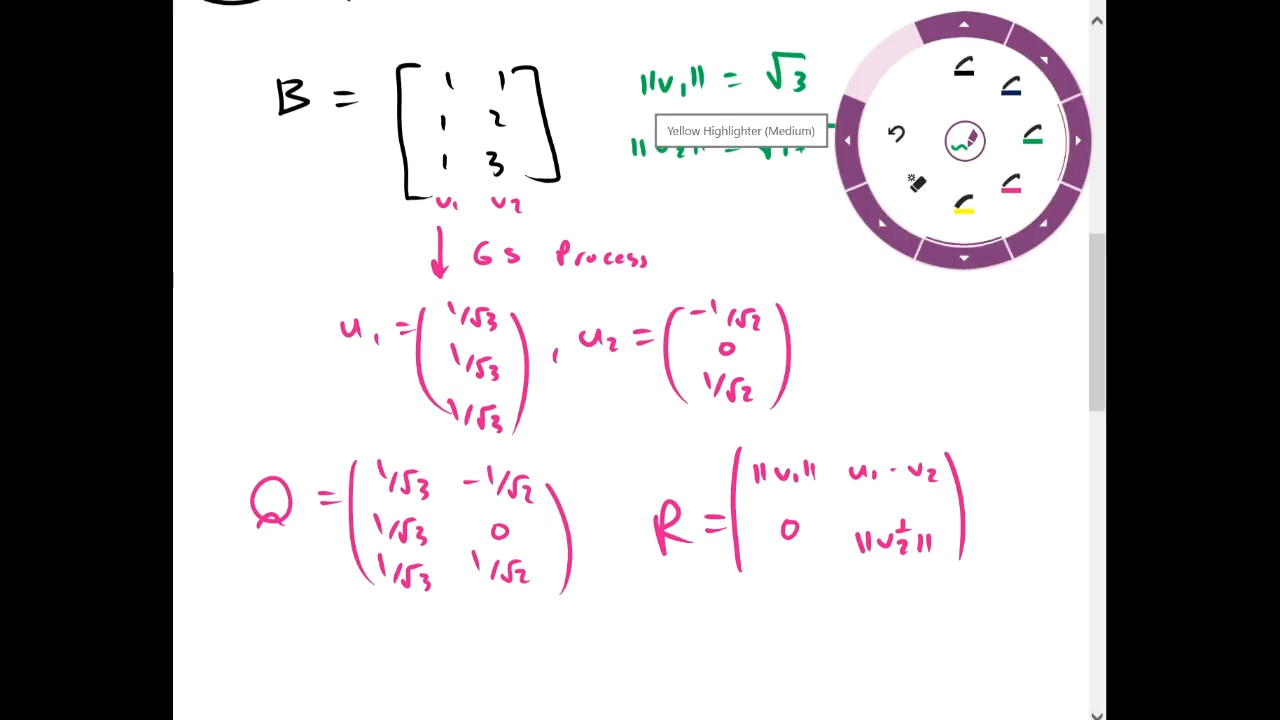 B = [ 1 1
1 2
1 3 ]
v₁ v₂
||v₁|| = √3
Yellow Highlighter (Medium)
↓ GS Process
u₁ = ( 1/√3 1/√3 1/√3 ) , u₂ = ( -1/√2 0 1/√2 )
Q = ( 1/√3 -1/√2
1/√3 0
1/√3 1/√2 )
R = ( ||v₁|| u₁ · v₂
0 ||v₂^⊥|| )